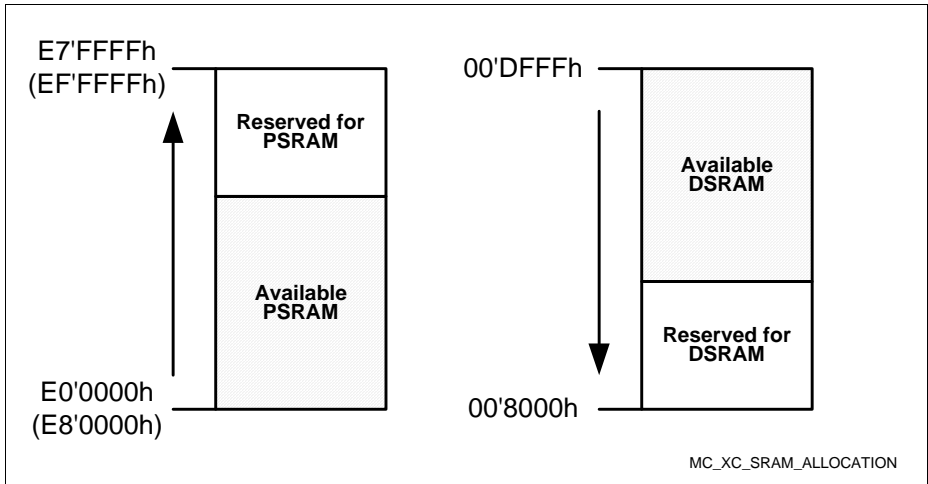 E7'FFFFh
(EF'FFFFh)
Reserved for
PSRAM
Available
PSRAM
E0'0000h
(E8'0000h)
00'DFFFh
Available
DSRAM
Reserved for
DSRAM
00'8000h
MC_XC_SRAM_ALLOCATION